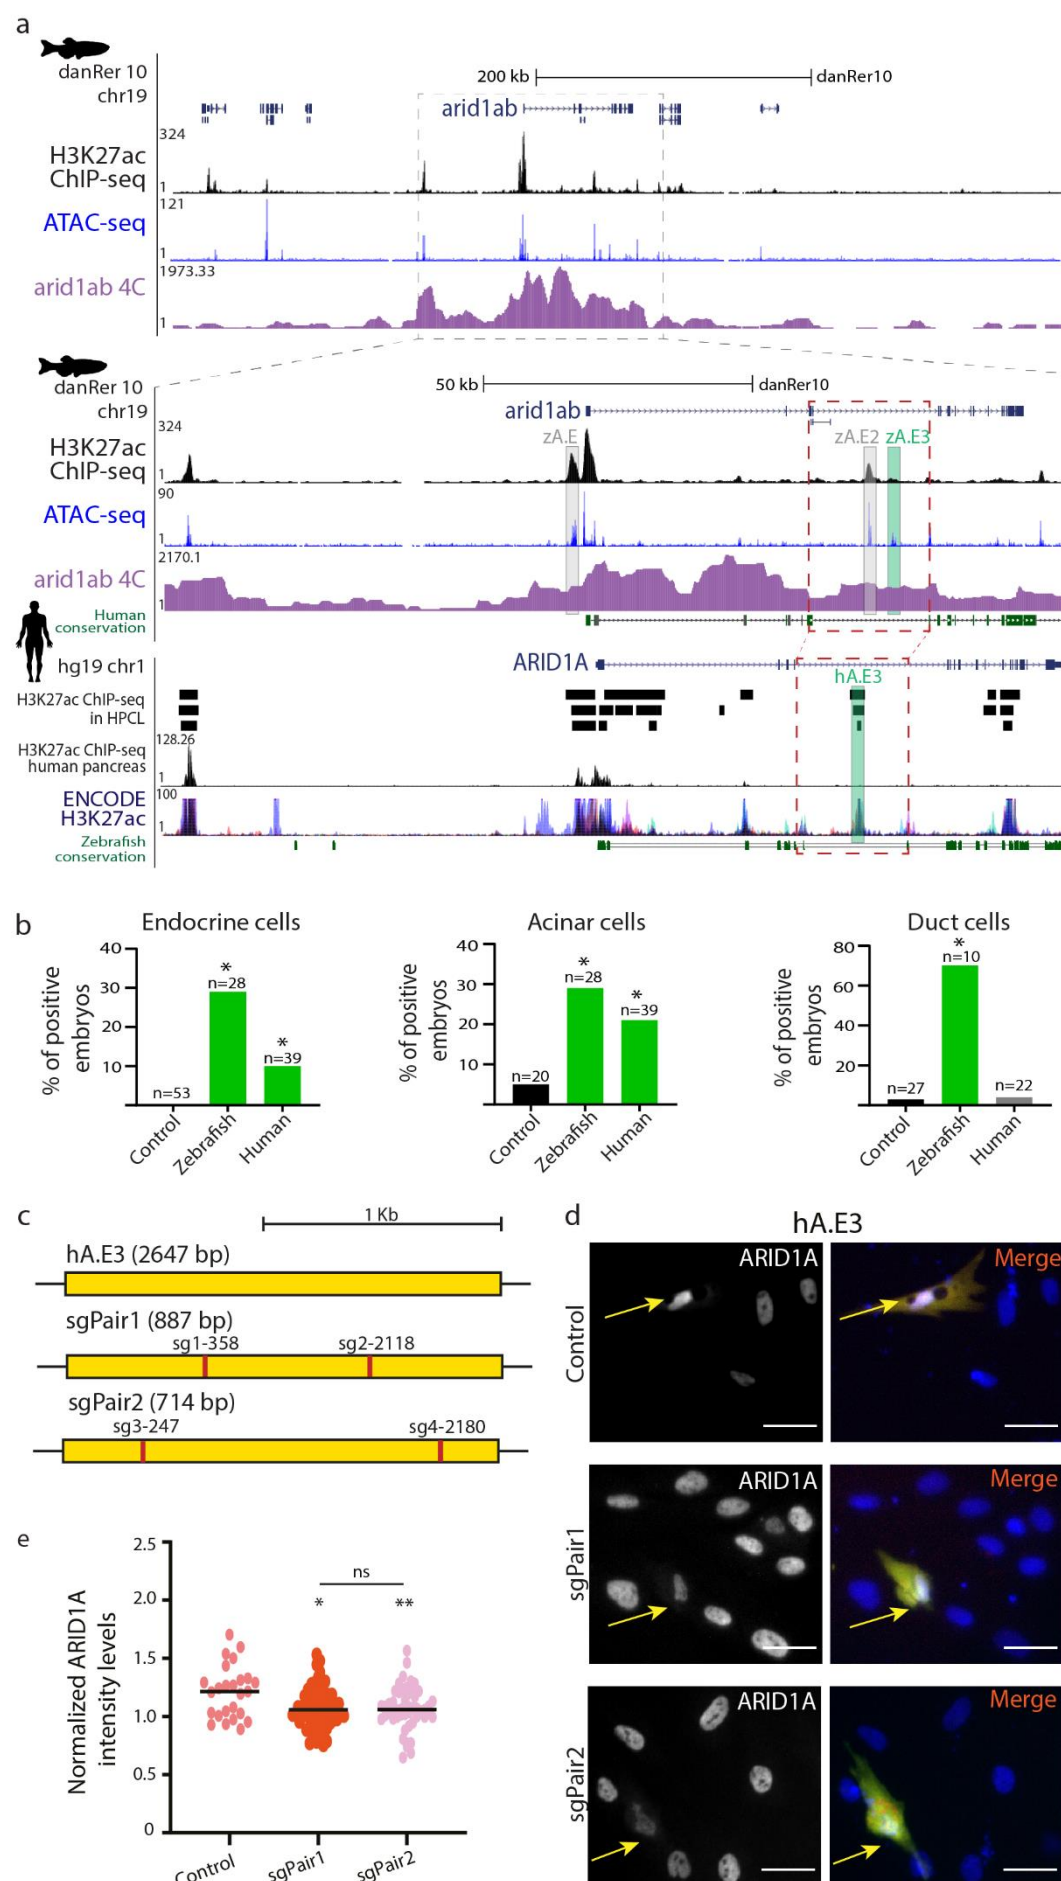 a
danRer 10
chr19
200 kb
danRer10
arid1ab
324
H3K27ac
ChIP-seq
1
121
ATAC-seq
1
1973.33
arid1ab 4C
1
danRer 10
chr19
50 kb
danRer10
arid1ab
324
H3K27ac
ChIP-seq
1
zA.E
zA.E2
zA.E3
90
ATAC-seq
1
2170.1
arid1ab 4C
1
Human
conservation
hg19 chr1
ARID1A
hA.E3
H3K27ac ChIP-seq
in HPCL
H3K27ac ChIP-seq
human pancreas
128.26
1
100
ENCODE
H3K27ac
1
Zebrafish
conservation
b
Endocrine cells
% of positive
embryos
40
30
20
10
n=53
*
n=28
*
n=39
Control
Zebrafish
Human
Acinar cells
% of positive
embryos
40
30
20
10
n=20
*
n=28
*
n=39
Control
Zebrafish
Human
Duct cells
% of positive
embryos
80
60
40
20
n=27
*
n=10
n=22
Control
Zebrafish
Human
c
1 Kb
hA.E3 (2647 bp)
sgPair1 (887 bp)
sg1-358
sg2-2118
sgPair2 (714 bp)
sg3-247
sg4-2180
d
hA.E3
Control
ARID1A
Merge
sgPair1
ARID1A
Merge
sgPair2
ARID1A
Merge
e
Normalized ARID1A
intensity levels
2.5
2.0
1.5
1.0
0.5
0
ns
*
**
Control
sgPair1
sgPair2